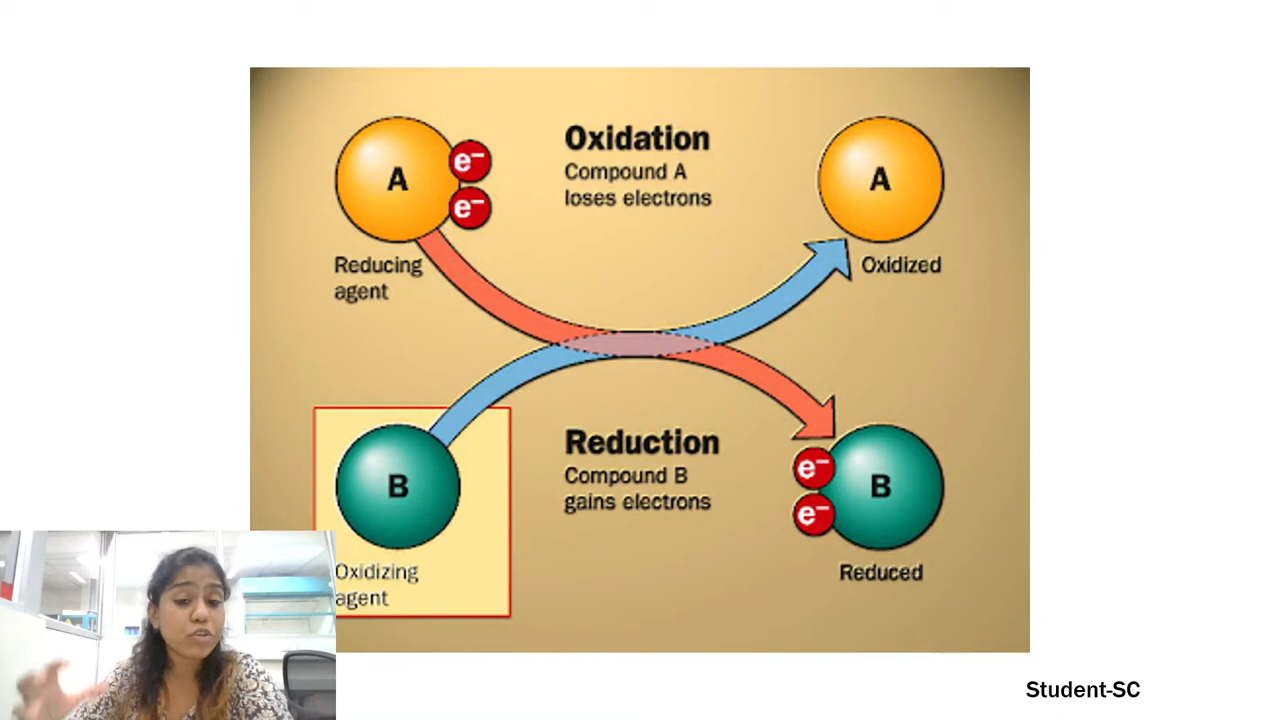 Oxidation
Compound A
loses electrons
A
e⁻
e⁻
A
Reducing
agent
Oxidized
Reduction
Compound B
gains electrons
B
e⁻
e⁻
B
Oxidizing
agent
Reduced
Student-SC